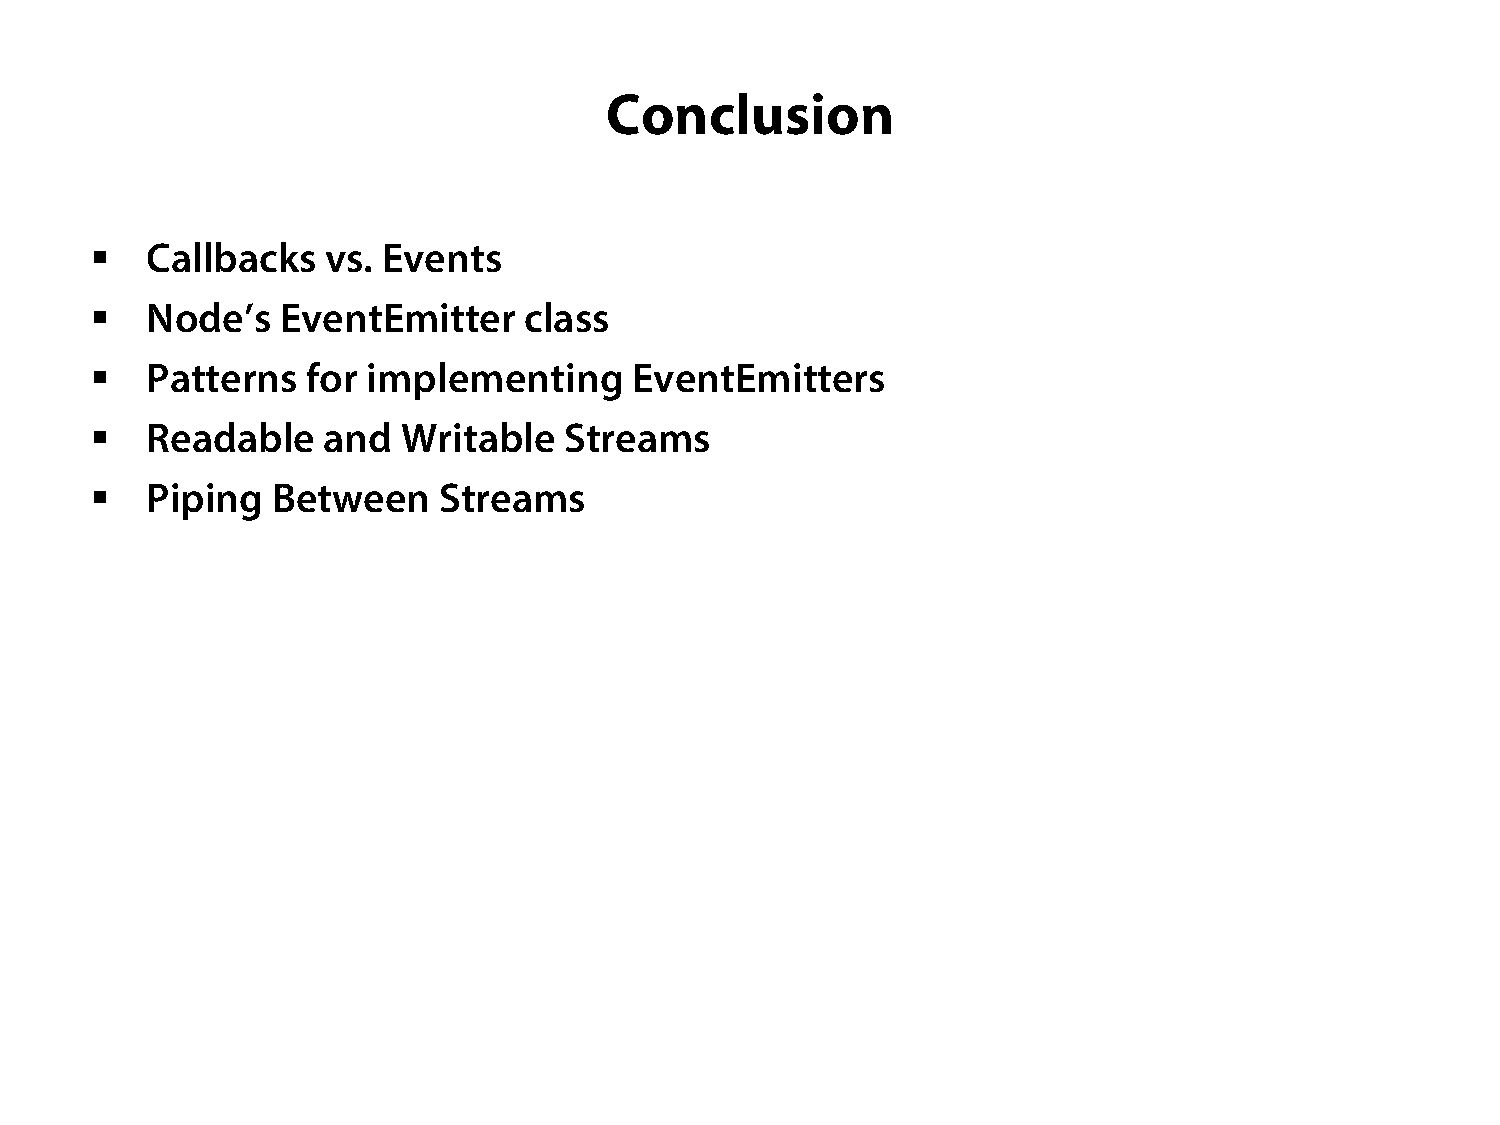 Conclusion
▪ Callbacks vs. Events
▪ Node’s EventEmitter class
▪ Patterns for implementing EventEmitters
▪ Readable and Writable Streams
▪ Piping Between Streams